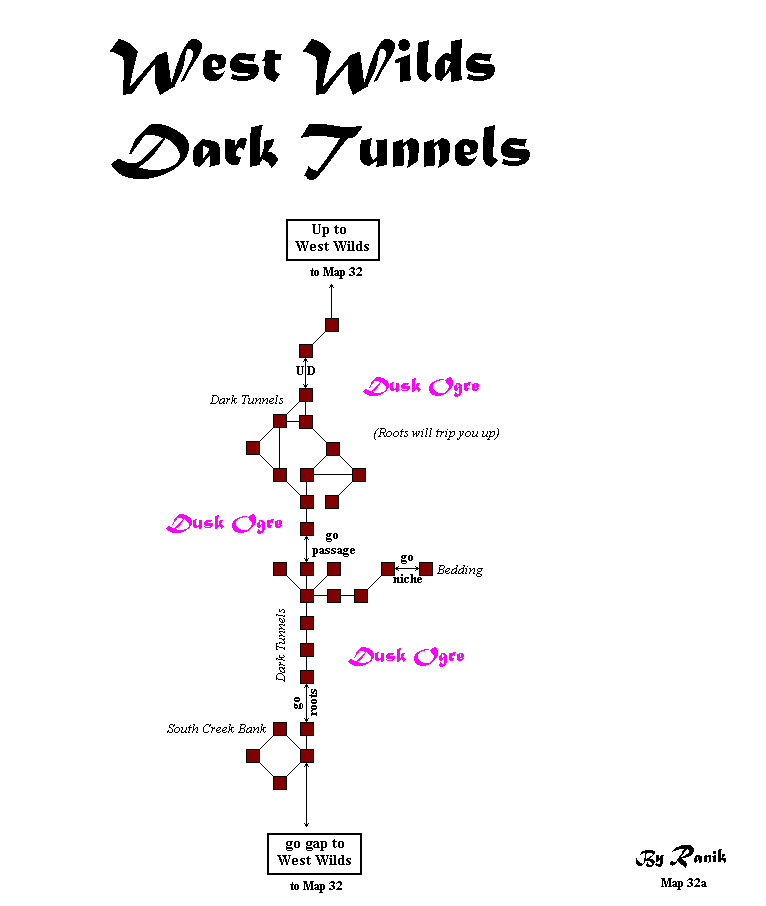 West Wilds
Dark Tunnels
Up to
West Wilds
to Map 32
U D
Dusk Ogre
Dark Tunnels
(Roots will trip you up)
Dusk Ogre
go
passage
go
niche
Bedding
Dark Tunnels
Dusk Ogre
go
roots
South Creek Bank
go gap to
West Wilds
to Map 32
By Ranik
Map 32a